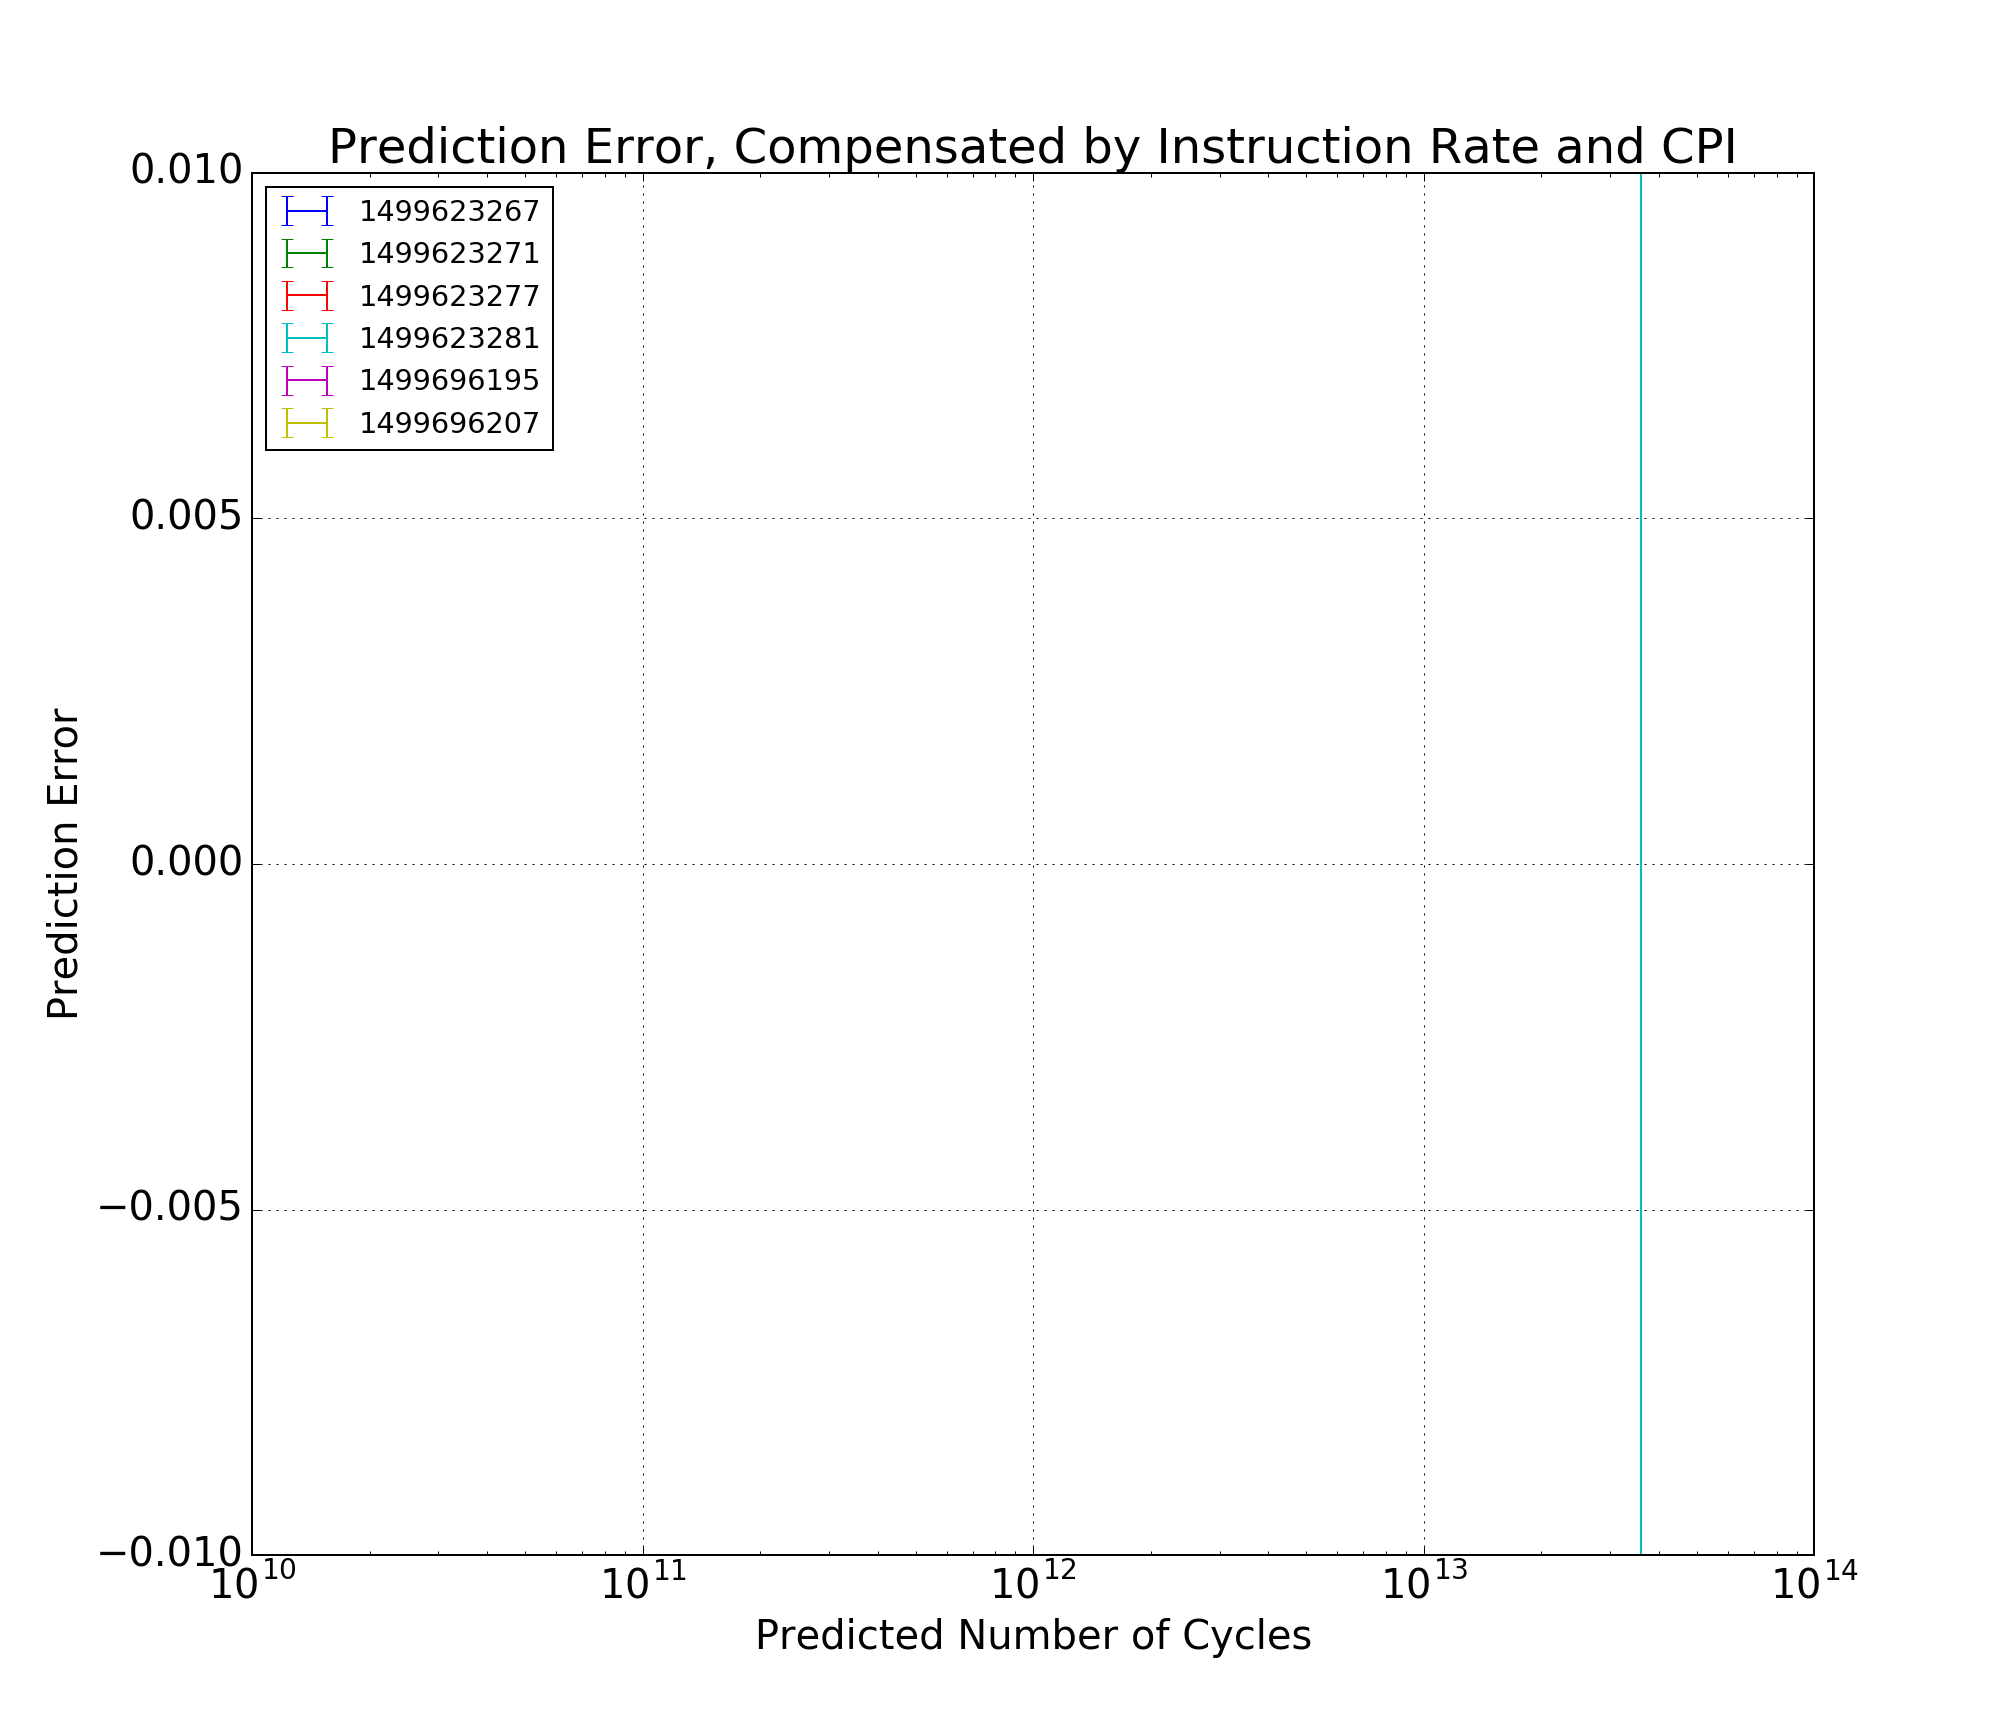 Prediction Error, Compensated by Instruction Rate and CPI
0.010
1499623267
1499623271
1499623277
1499623281
1499696195
1499696207
0.005
0.000
−0.005
−0.010
Prediction Error
10^10 10^11 10^12 10^13 10^14
Predicted Number of Cycles